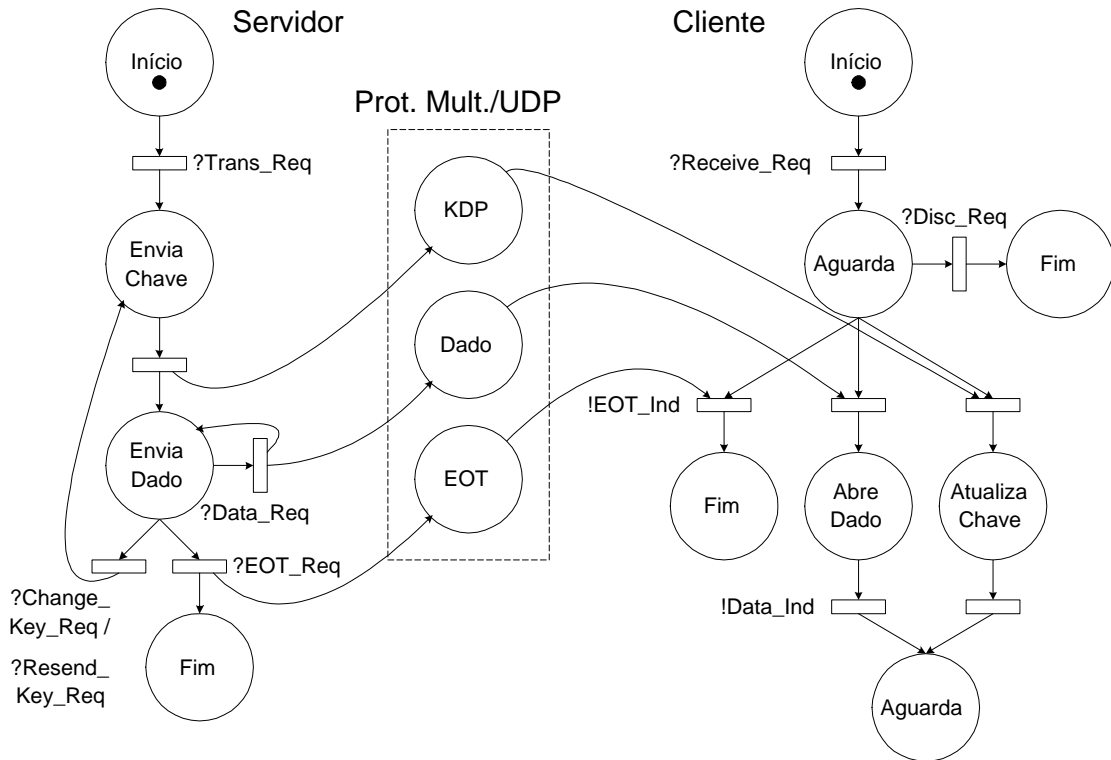 Servidor
Cliente
Início
Início
Prot. Mult./UDP
?Trans_Req
?Receive_Req
KDP
?Disc_Req
Envia
Chave
Aguarda
Fim
Dado
!EOT_Ind
Envia
Dado
EOT
Fim
Abre
Dado
Atualiza
Chave
?Data_Req
?EOT_Req
?Change_
Key_Req /
!Data_Ind
?Resend_
Key_Req
Fim
Aguarda